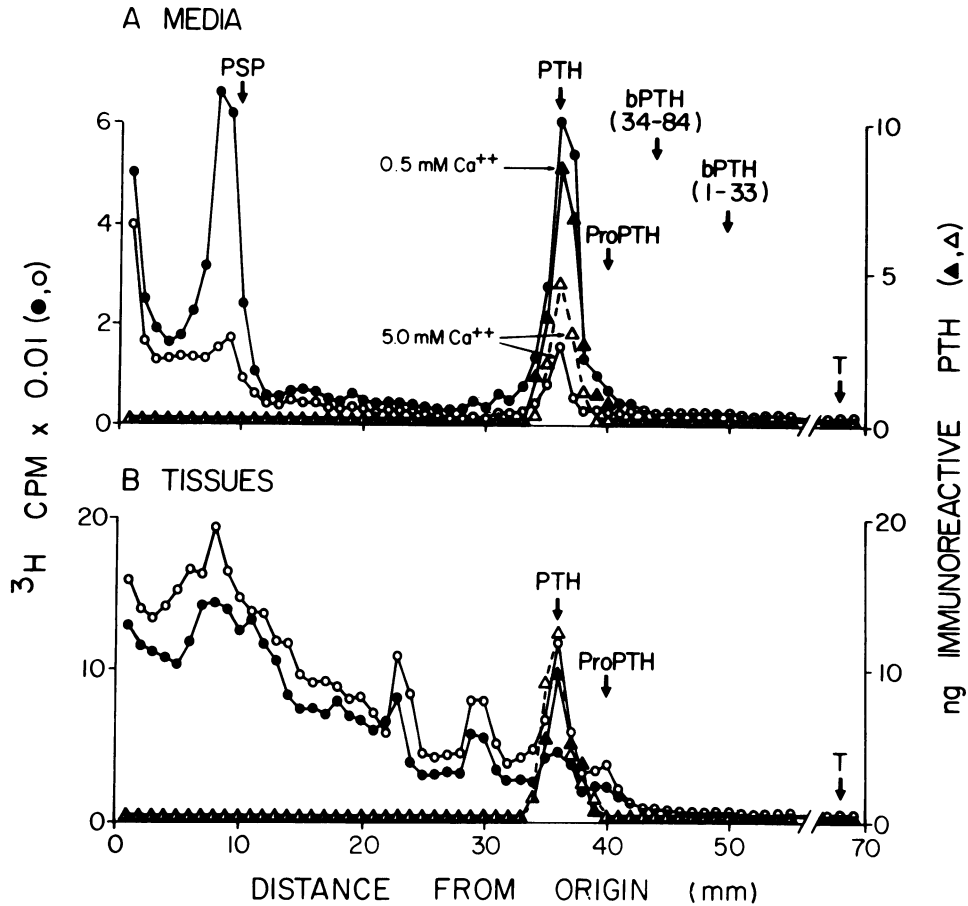 A MEDIA
PSP
PTH
bPTH
(34-84)
bPTH
(1-33)
0.5 mM Ca++
ProPTH
5.0 mM Ca++
T
6
4
2
0
10
5
0
B TISSUES
PTH
ProPTH
T
20
10
0
20
10
0
0 10 20 30 40 50 70
DISTANCE FROM ORIGIN (mm)
3H CPM x 0.01 (●,○)
ng IMMUNOREACTIVE PTH (▲,△)